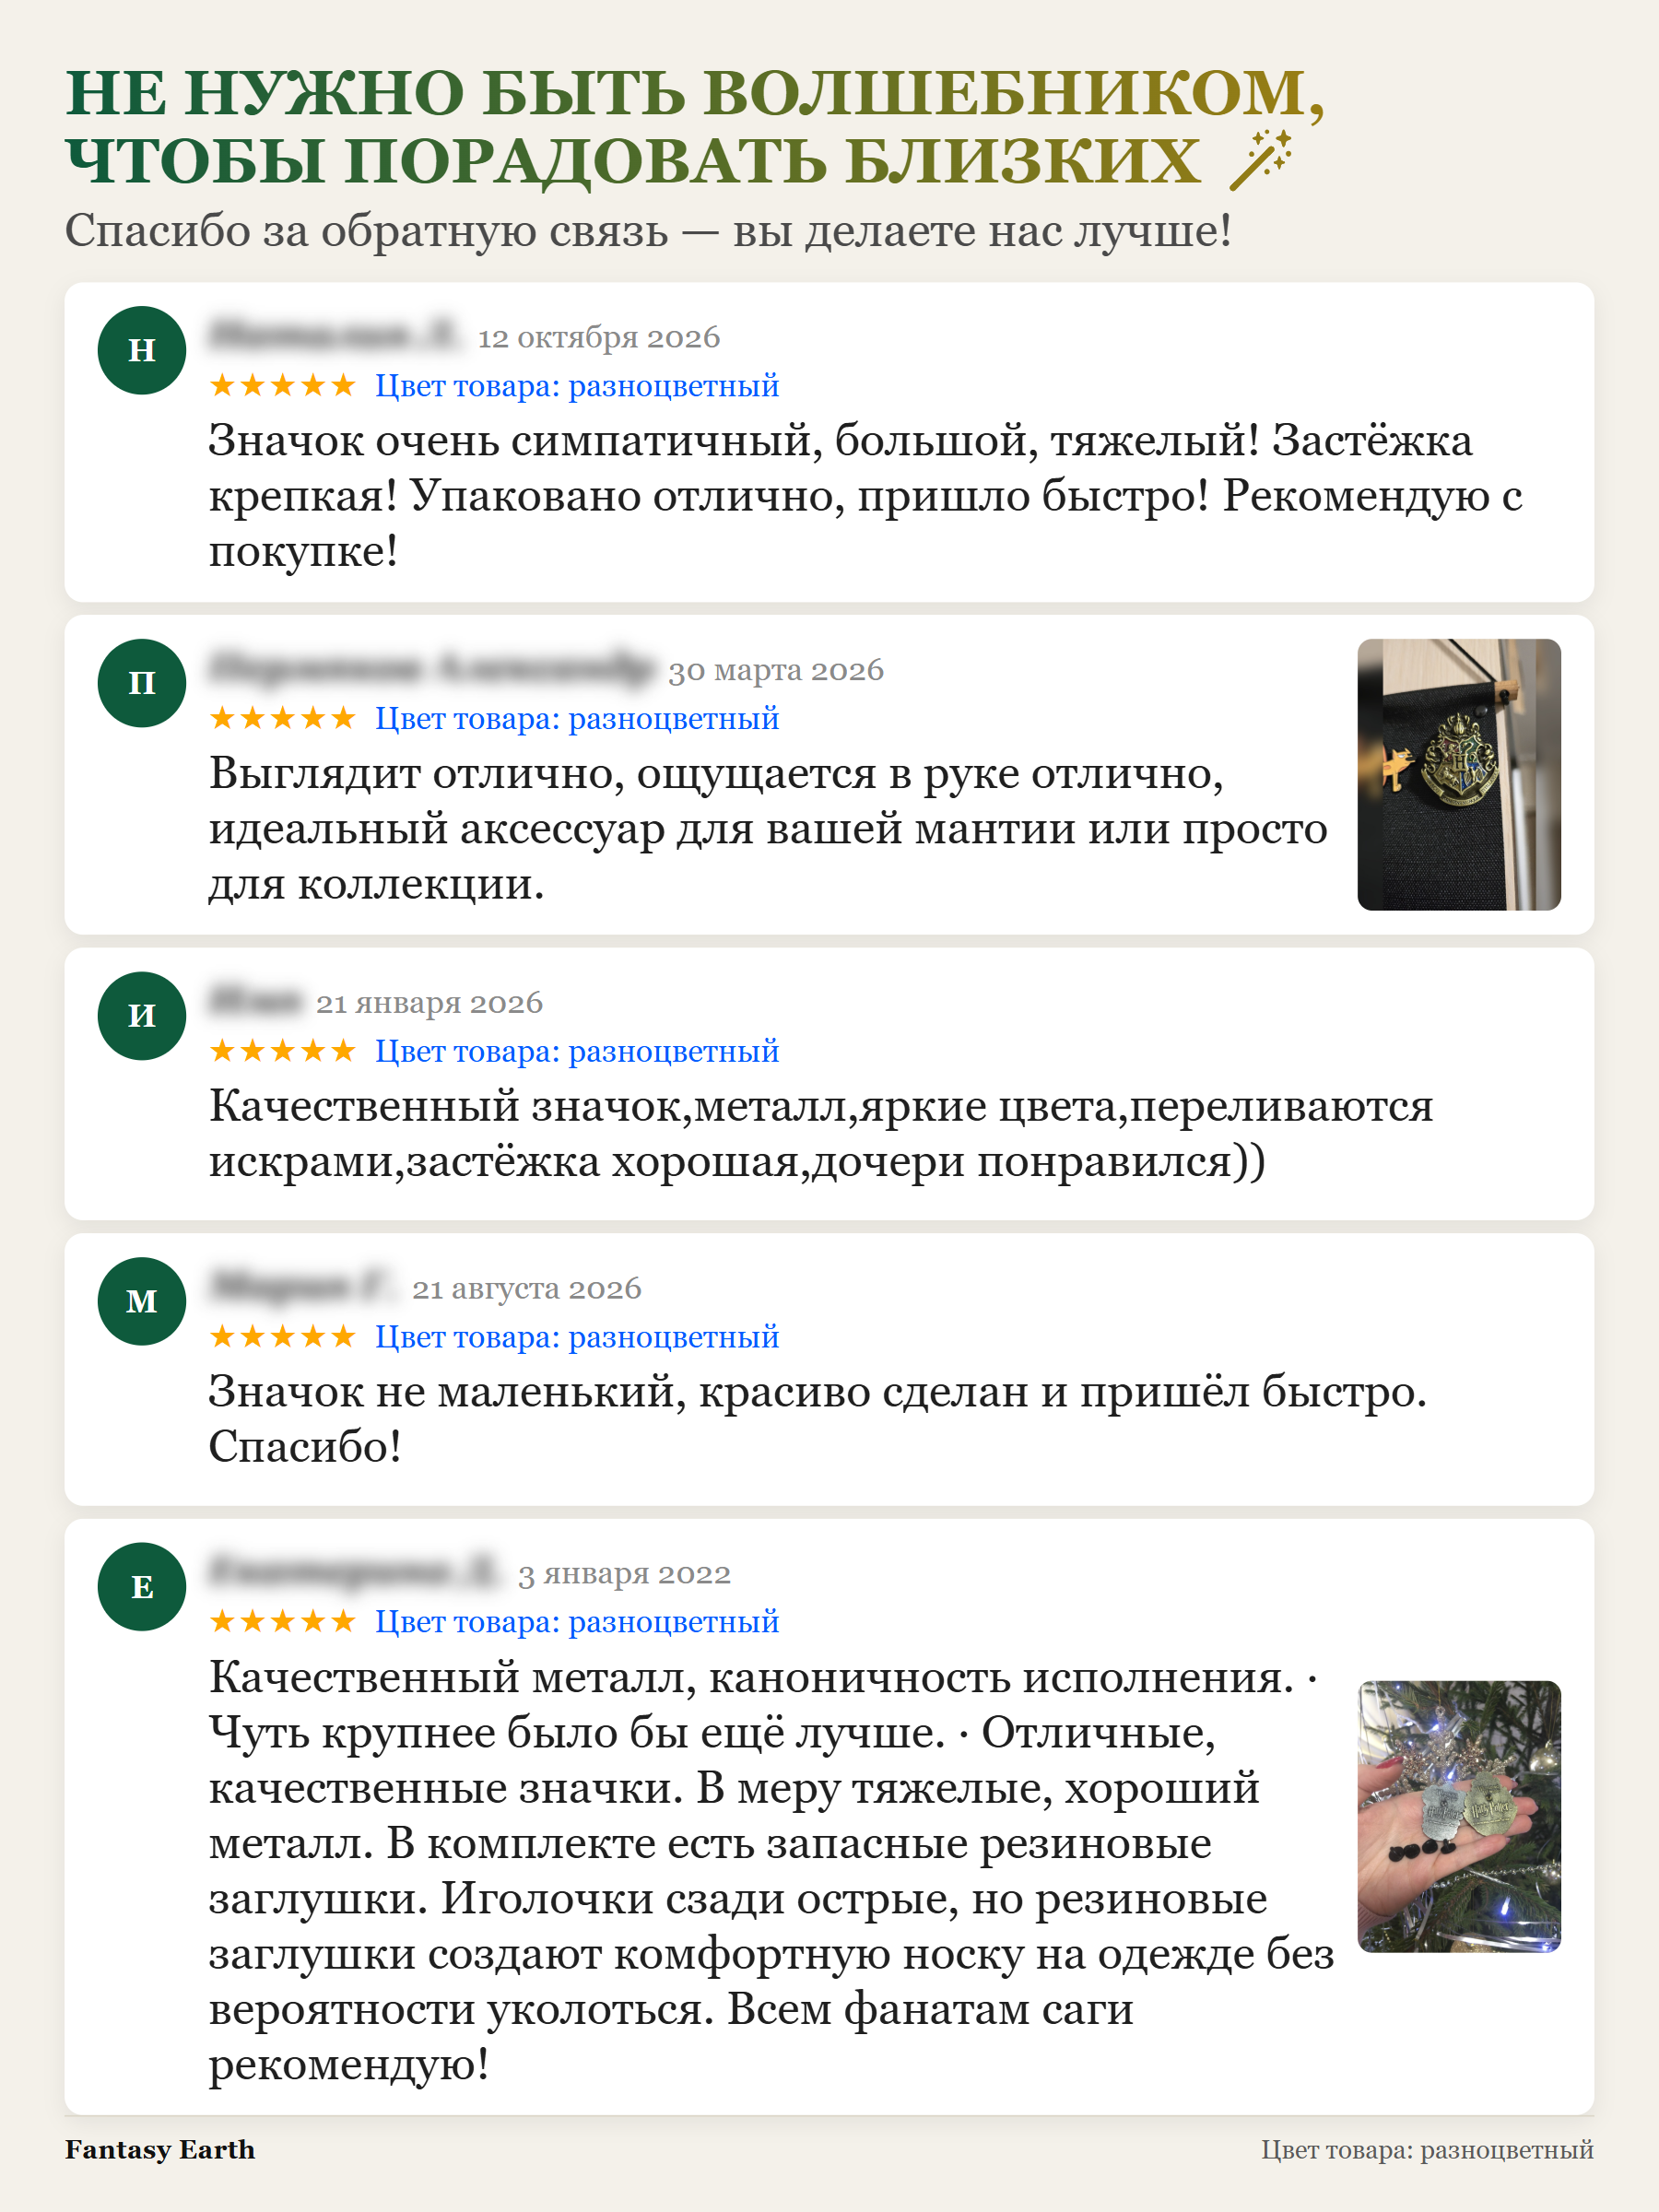 НЕ НУЖНО БЫТЬ ВОЛШЕБНИКОМ,
ЧТОБЫ ПОРАДОВАТЬ БЛИЗКИХ
Спасибо за обратную связь — вы делаете нас лучше!
Н
12 октября 2026
★★★★★ Цвет товара: разноцветный
Значок очень симпатичный, большой, тяжелый! Застёжка
крепкая! Упаковано отлично, пришло быстро! Рекомендую с
покупке!
П
30 марта 2026
★★★★★ Цвет товара: разноцветный
Выглядит отлично, ощущается в руке отлично,
идеальный аксессуар для вашей мантии или просто
для коллекции.
И
21 января 2026
★★★★★ Цвет товара: разноцветный
Качественный значок,металл,яркие цвета,переливаются
искрами,застёжка хорошая,дочери понравился))
М
21 августа 2026
★★★★★ Цвет товара: разноцветный
Значок не маленький, красиво сделан и пришёл быстро.
Спасибо!
Е
3 января 2022
★★★★★ Цвет товара: разноцветный
Качественный металл, каноничность исполнения. ·
Чуть крупнее было бы ещё лучше. · Отличные,
качественные значки. В меру тяжелые, хороший
металл. В комплекте есть запасные резиновые
заглушки. Иголочки сзади острые, но резиновые
заглушки создают комфортную носку на одежде без
вероятности уколоться. Всем фанатам саги
рекомендую!
Harry Potter
Fantasy Earth
Цвет товара: разноцветный